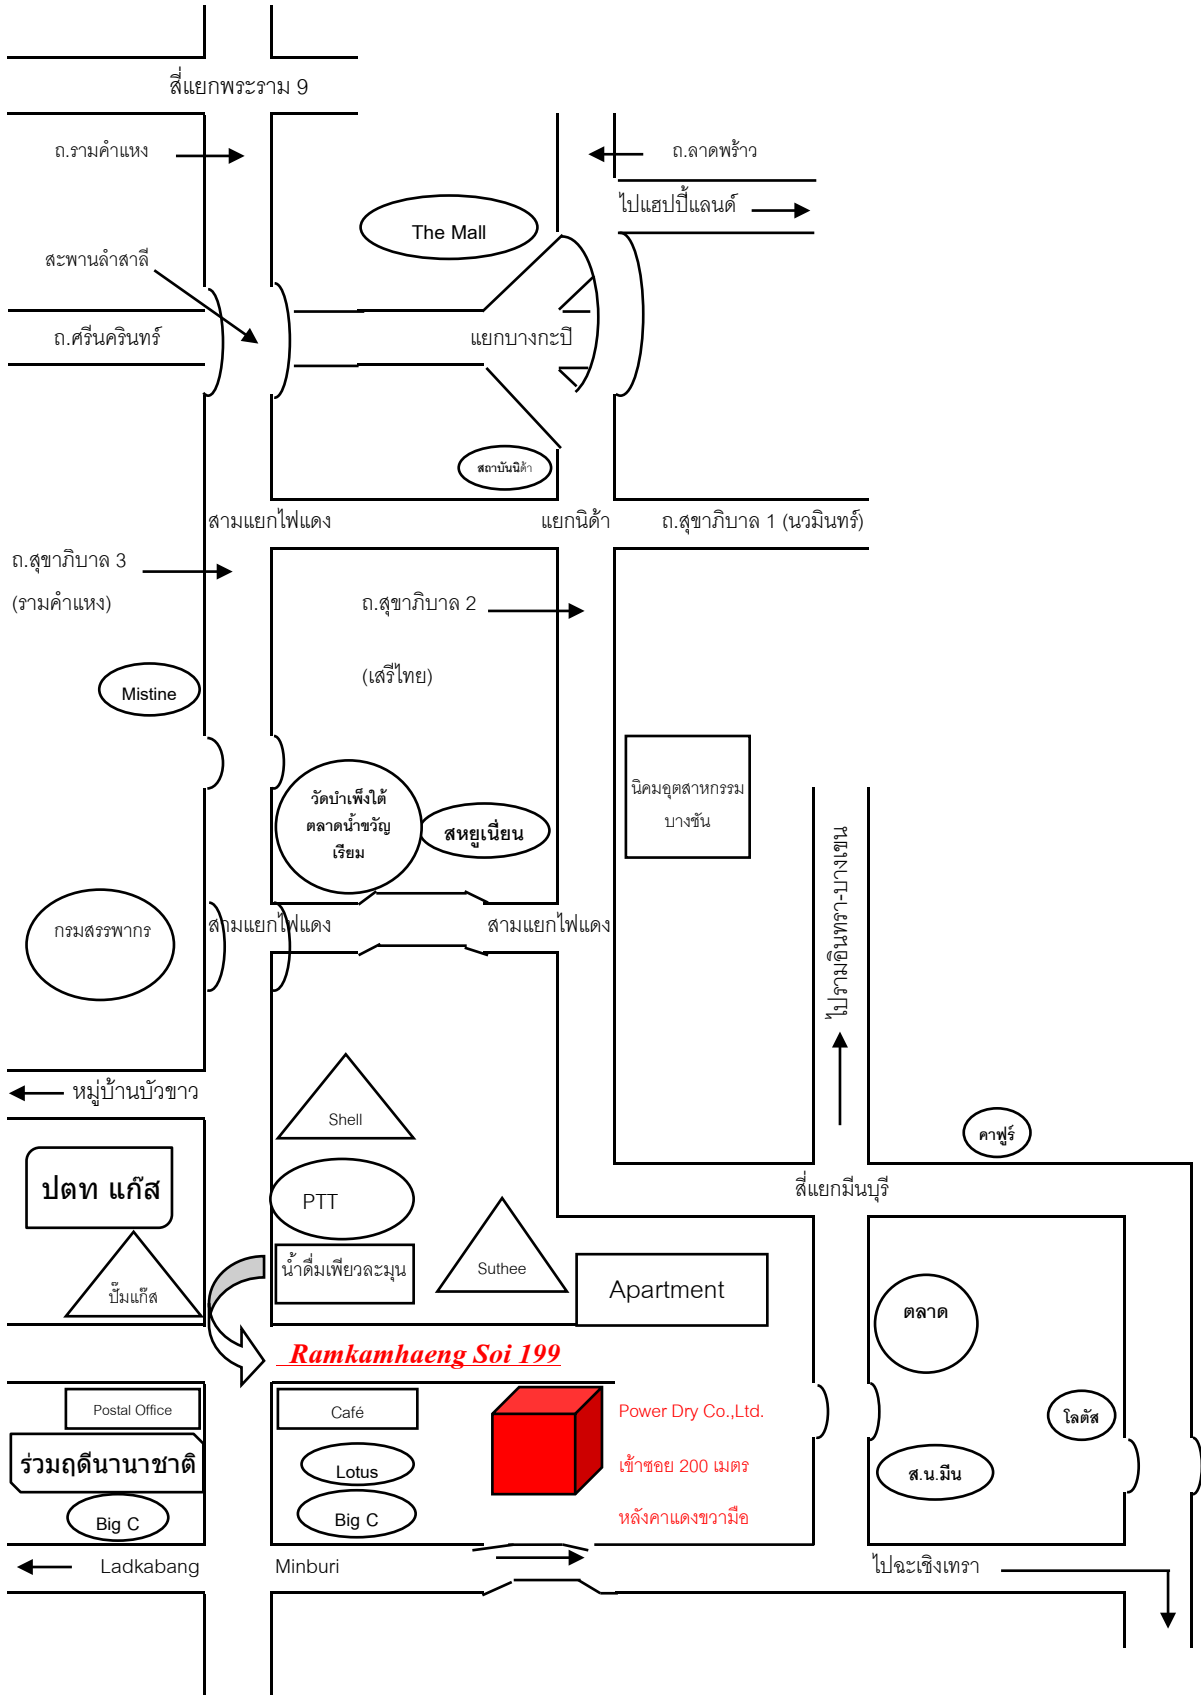 สี่แยกพระราม 9
ถ.รามคำแหง
ถ.ลาดพร้าว
ไปแฮปปี้แลนด์
The Mall
สะพานลำสาลี
ถ.ศรีนครินทร์
แยกบางกะปิ
สถาบันนิด้า
สามแยกไฟแดง
แยกนิด้า
ถ.สุขาภิบาล 1 (นวมินทร์)
ถ.สุขาภิบาล 3
(รามคำแหง)
ถ.สุขาภิบาล 2
(เสรีไทย)
Mistine
นิคมอุตสาหกรรม
บางชัน
วัดบำเพ็งใต้
ตลาดน้ำขวัญ
เรียม
สหยูเนี่ยน
ไปรามอินทรา-บางเขน
กรมสรรพากร
สามแยกไฟแดง
สามแยกไฟแดง
หมู่บ้านบัวขาว
Shell
คาฟูร์
ปตท แก๊ส
PTT
สี่แยกมีนบุรี
น้ำดื่มเพียวละมุน
Suthee
Apartment
ปั๊มแก๊ส
ตลาด
Ramkamhaeng Soi 199
Postal Office
Café
Power Dry Co.,Ltd.
โลตัส
ร่วมฤดีนานาชาติ
Lotus
เข้าซอย 200 เมตร
ส.น.มีน
Big C
Big C
หลังคาแดงขวามือ
Ladkabang
Minburi
ไปฉะเชิงเทรา